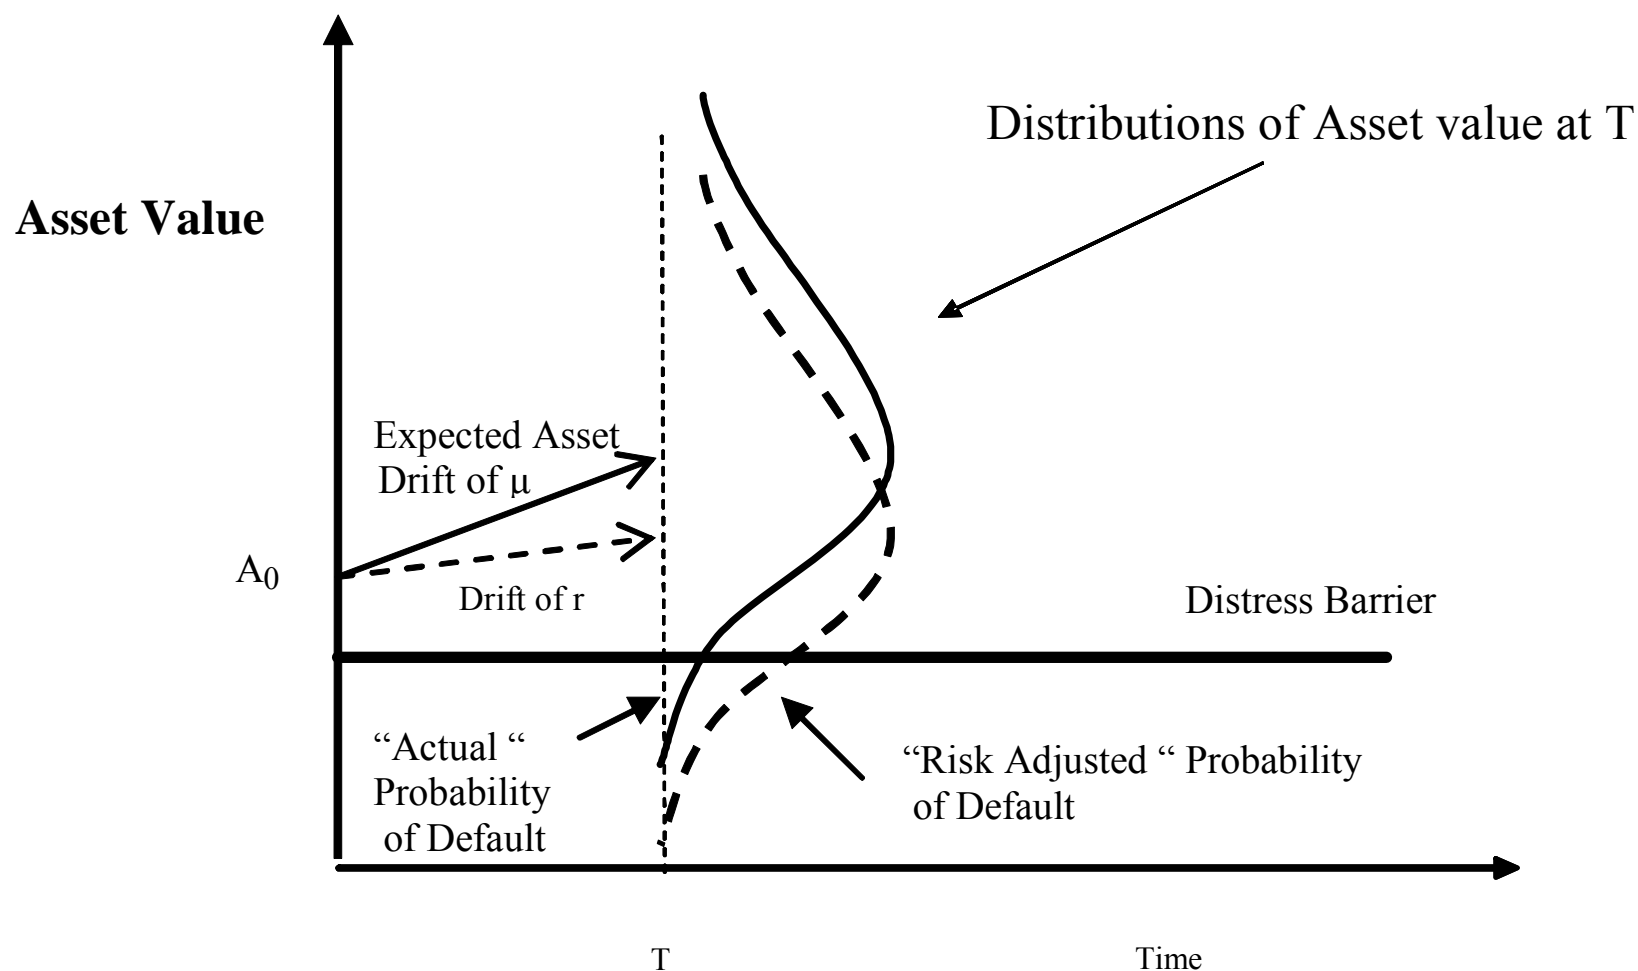 Distributions of Asset value at T
Asset Value
Expected Asset
Drift of μ
A0
Drift of r
Distress Barrier
“Actual “
Probability
of Default
“Risk Adjusted “ Probability
of Default
T
Time